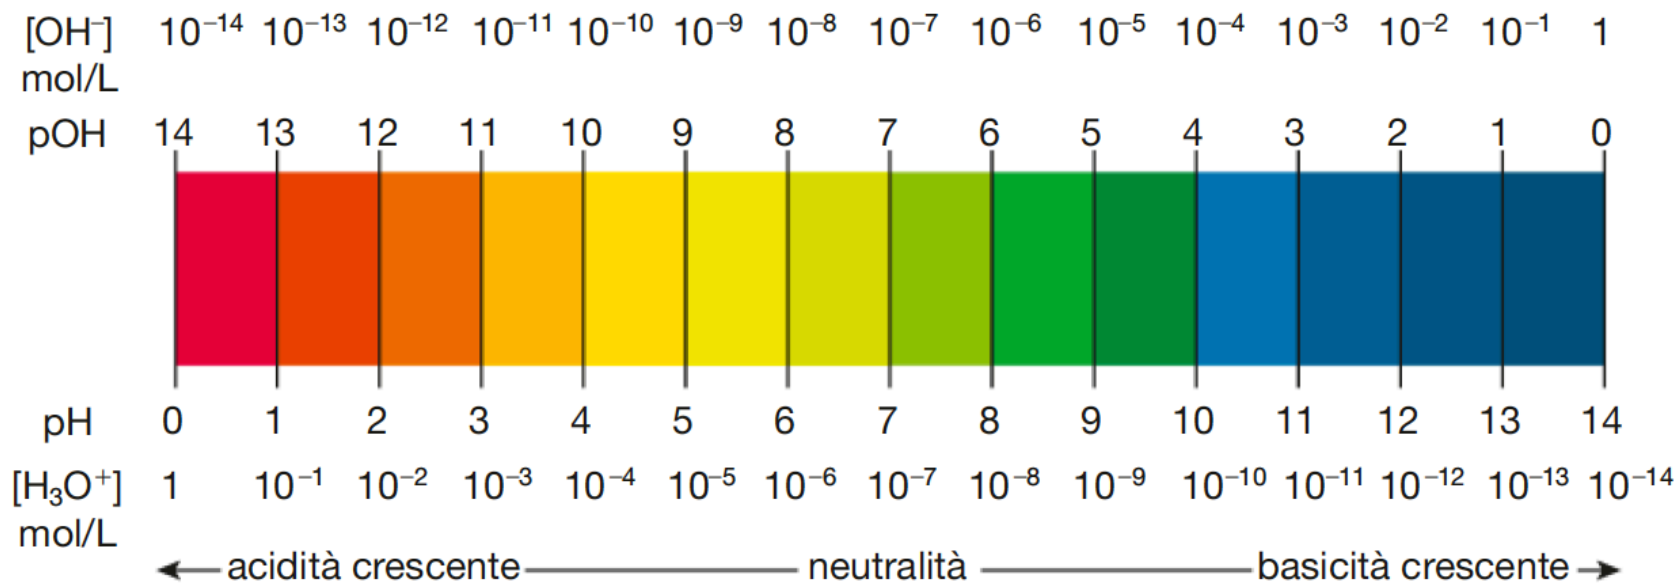 [OH⁻] 10⁻¹⁴ 10⁻¹³ 10⁻¹² 10⁻¹¹ 10⁻¹⁰ 10⁻⁹ 10⁻⁸ 10⁻⁷ 10⁻⁶ 10⁻⁵ 10⁻⁴ 10⁻³ 10⁻² 10⁻¹ 1
mol/L
pOH 14 13 12 11 10 9 8 7 6 5 4 3 2 1 0
pH 0 1 2 3 4 5 6 7 8 9 10 11 12 13 14
[H₃O⁺] 1 10⁻¹ 10⁻² 10⁻³ 10⁻⁴ 10⁻⁵ 10⁻⁶ 10⁻⁷ 10⁻⁸ 10⁻⁹ 10⁻¹⁰ 10⁻¹¹ 10⁻¹² 10⁻¹³ 10⁻¹⁴
mol/L
acidità crescente neutralità basicità crescente